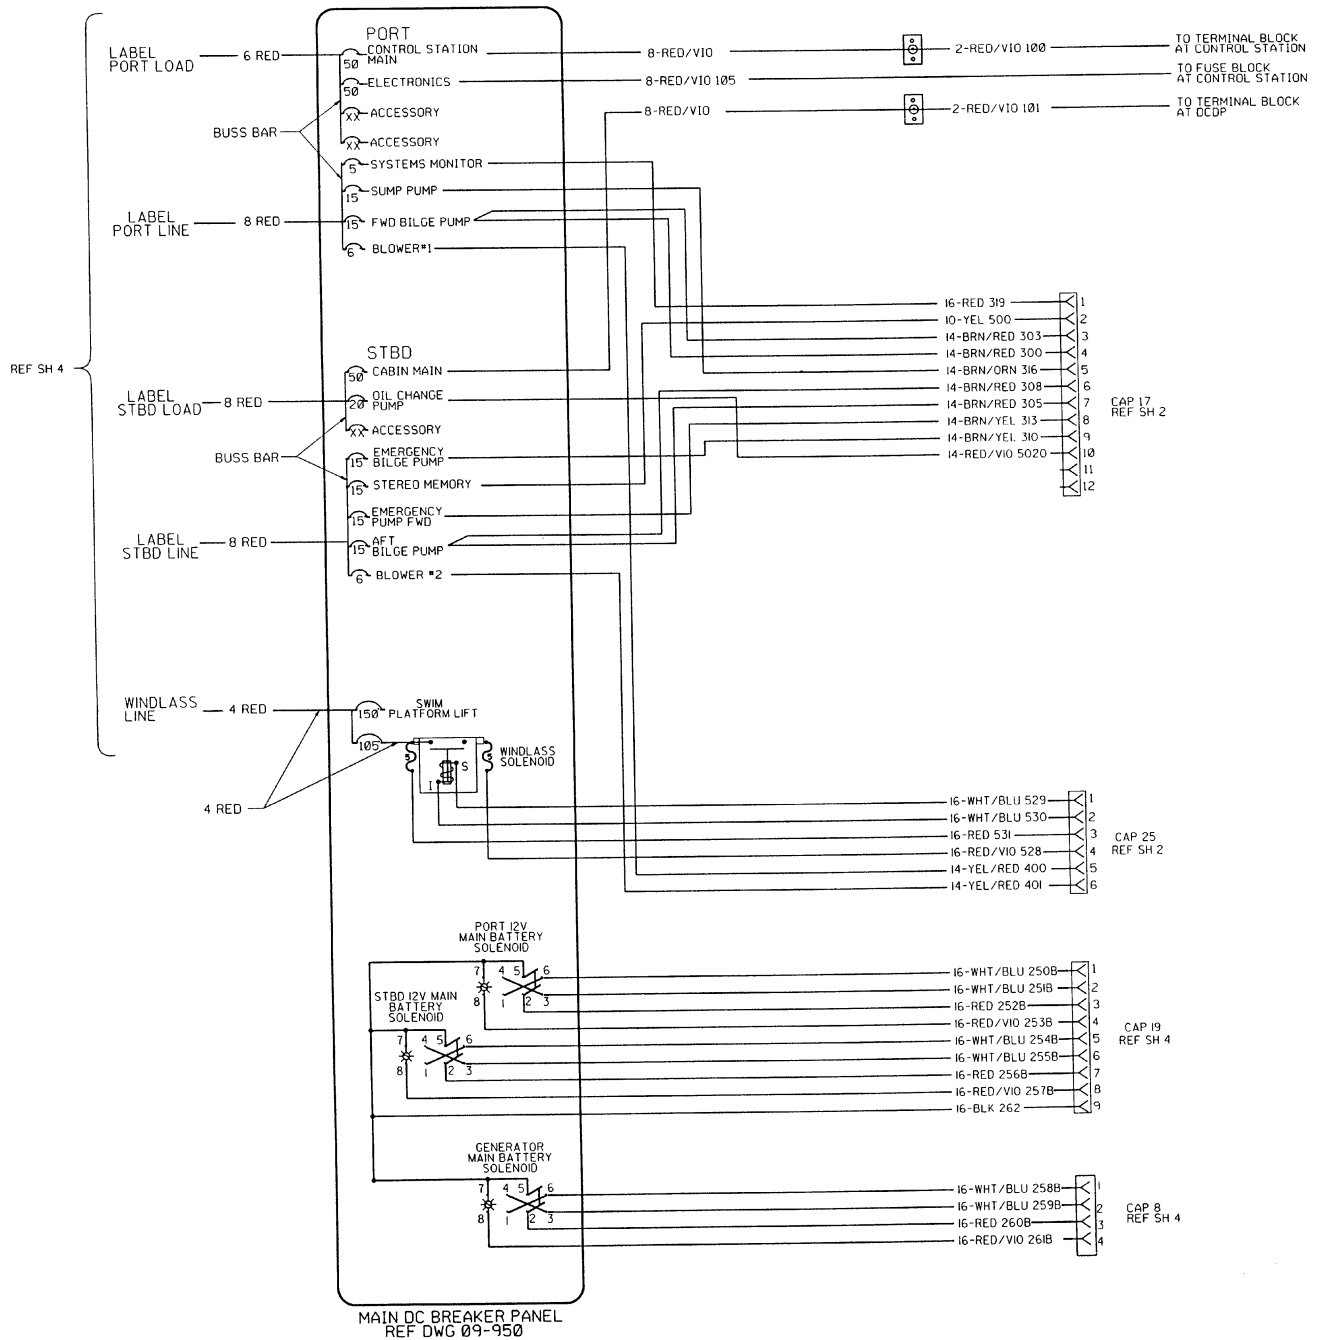 PORT
LABEL
PORT LOAD
6 RED
50
CONTROL STATION
MAIN
8-RED/VIO
2-RED/VIO 100
TO TERMINAL BLOCK
AT CONTROL STATION
50
ELECTRONICS
8-RED/VIO 105
TO FUSE BLOCK
AT CONTROL STATION
XX
ACCESSORY
8-RED/VIO
2-RED/VIO 101
TO TERMINAL BLOCK
AT DCDP
BUSS BAR
XX
ACCESSORY
5
SYSTEMS MONITOR
15
SUMP PUMP
LABEL
PORT LINE
8 RED
15
FWD BILGE PUMP
6
BLOWER#1
REF SH 4
STBD
50
CABIN MAIN
LABEL
STBD LOAD
8 RED
20
OIL CHANGE
PUMP
XX
ACCESSORY
BUSS BAR
15
EMERGENCY
BILGE PUMP
15
STEREO MEMORY
15
EMERGENCY
PUMP FWD
LABEL
STBD LINE
8 RED
15
AFT
BILGE PUMP
6
BLOWER #2
16-RED 319
1
10-YEL 500
2
14-BRN/RED 303
3
14-BRN/RED 300
4
14-BRN/ORN 316
5
14-BRN/RED 308
6
14-BRN/RED 305
7
14-BRN/YEL 313
8
14-BRN/YEL 310
9
14-RED/VIO 5020
10
11
12
CAP 17
REF SH 2
WINDLASS
LINE
4 RED
150
SWIM
PLATFORM LIFT
105
5
5
S
I
WINDLASS
SOLENOID
4 RED
16-WHT/BLU 529
1
16-WHT/BLU 530
2
16-RED 531
3
16-RED/VIO 528
4
14-YEL/RED 400
5
14-YEL/RED 401
6
CAP 25
REF SH 2
PORT 12V
MAIN BATTERY
SOLENOID
7 4 5 6
8 1 2 3
STBD 12V MAIN
BATTERY
SOLENOID
7 4 5 6
8 1 2 3
16-WHT/BLU 250B
1
16-WHT/BLU 251B
2
16-RED 252B
3
16-RED/VIO 253B
4
16-WHT/BLU 254B
5
16-WHT/BLU 255B
6
16-RED 256B
7
16-RED/VIO 257B
8
16-BLK 262
9
CAP 19
REF SH 4
GENERATOR
MAIN BATTERY
SOLENOID
7 4 5 6
8 1 2 3
16-WHT/BLU 258B
1
16-WHT/BLU 259B
2
16-RED 260B
3
16-RED/VIO 261B
4
CAP 8
REF SH 4
MAIN DC BREAKER PANEL
REF DWG 09-950